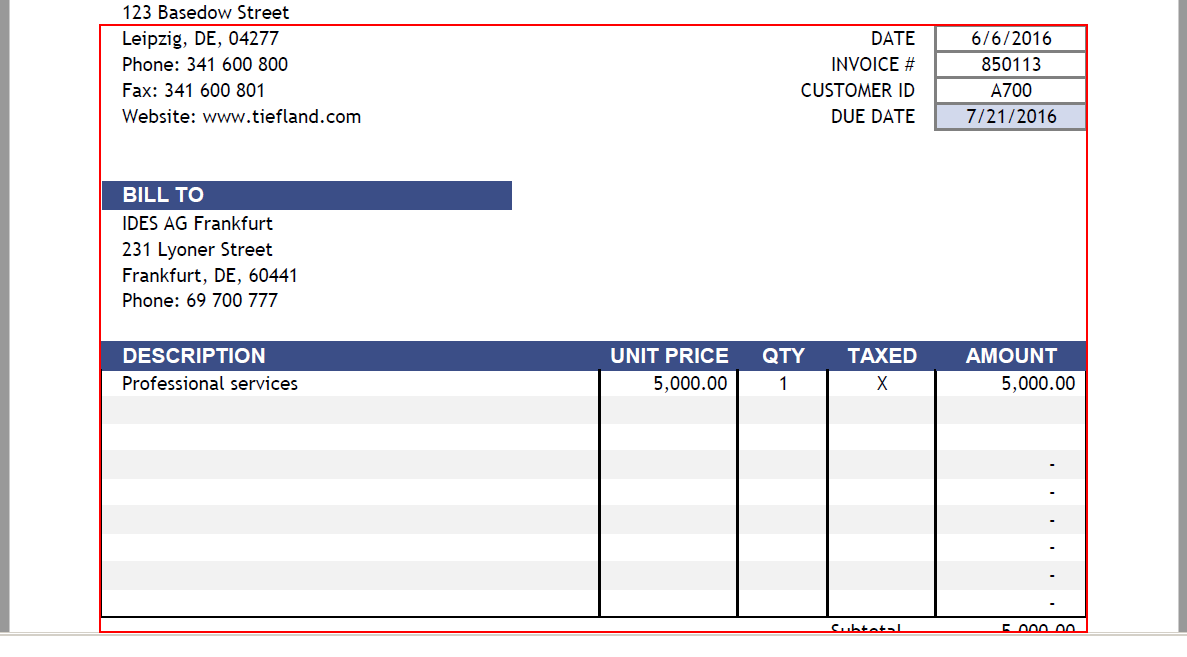 123 Basedow Street
Leipzig, DE, 04277
Phone: 341 600 800
Fax: 341 600 801
Website: www.tiefland.com
DATE 6/6/2016
INVOICE # 850113
CUSTOMER ID A700
DUE DATE 7/21/2016
BILL TO
IDES AG Frankfurt
231 Lyoner Street
Frankfurt, DE, 60441
Phone: 69 700 777
DESCRIPTION UNIT PRICE QTY TAXED AMOUNT
Professional services 5,000.00 1 X 5,000.00
-
-
-
-
-
-
Subtotal 5,000.00